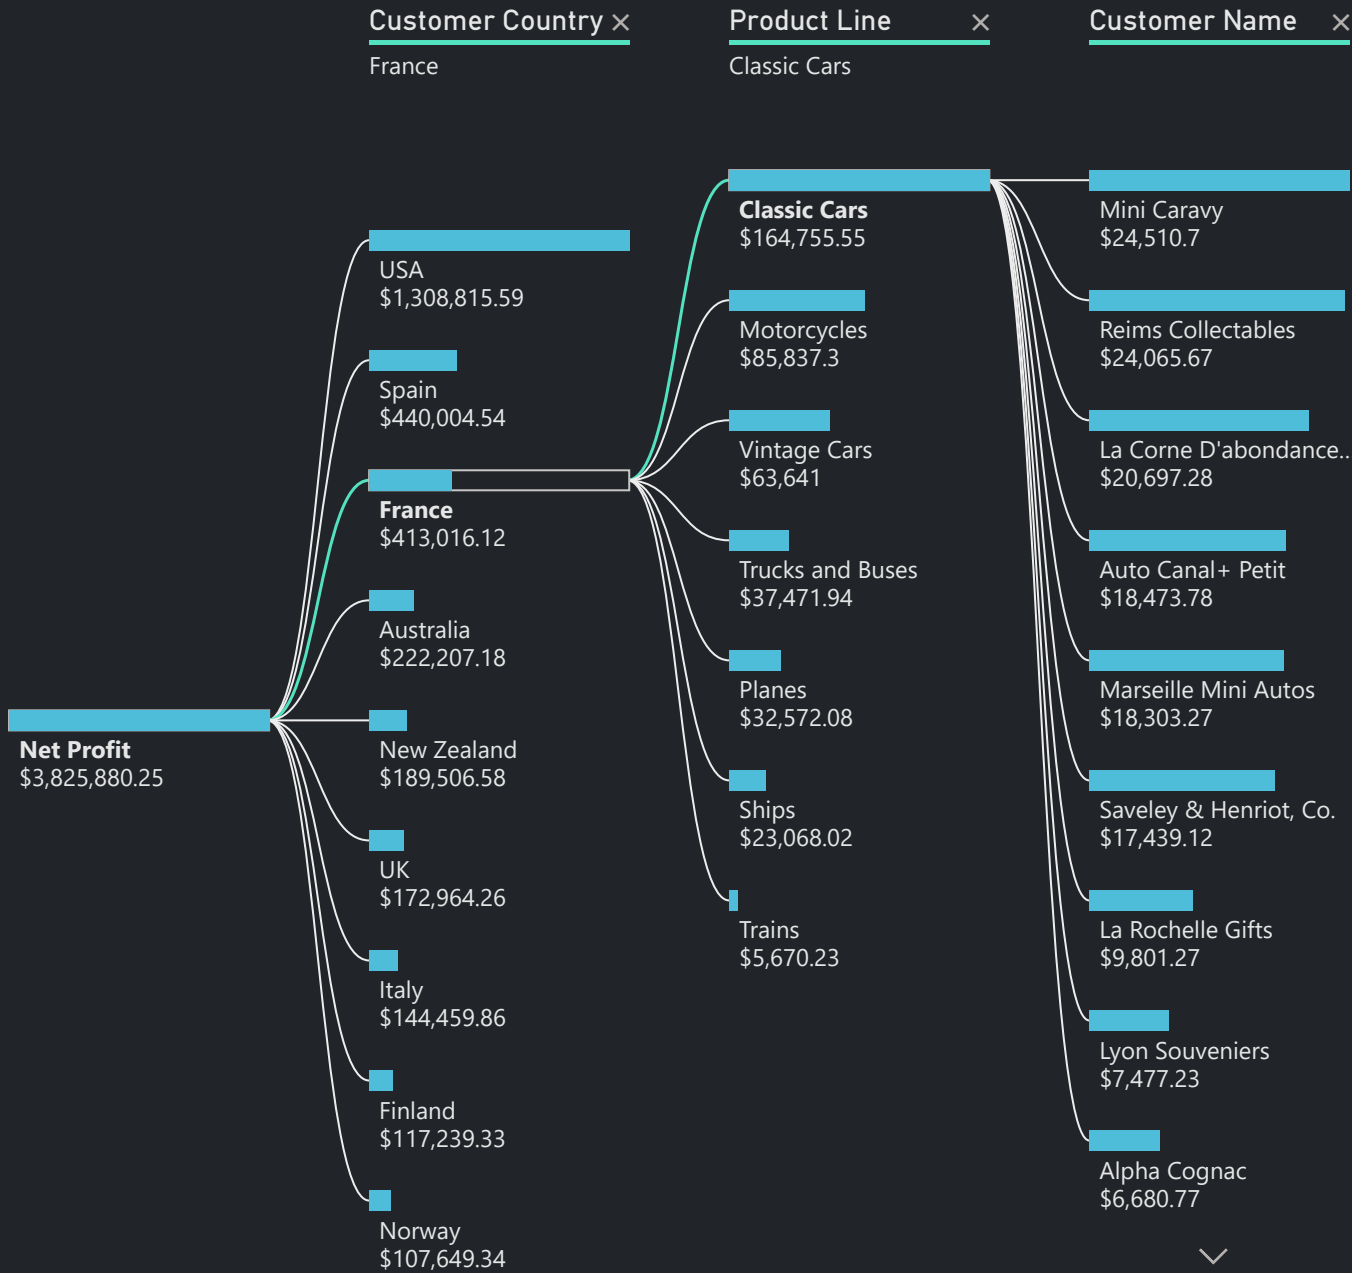 Customer Country
Product Line
Customer Name
France
Classic Cars
Net Profit
$3,825,880.25
USA
$1,308,815.59
Spain
$440,004.54
France
$413,016.12
Australia
$222,207.18
New Zealand
$189,506.58
UK
$172,964.26
Italy
$144,459.86
Finland
$117,239.33
Norway
$107,649.34
Classic Cars
$164,755.55
Motorcycles
$85,837.3
Vintage Cars
$63,641
Trucks and Buses
$37,471.94
Planes
$32,572.08
Ships
$23,068.02
Trains
$5,670.23
Mini Caravy
$24,510.7
Reims Collectables
$24,065.67
La Corne D'abondance..
$20,697.28
Auto Canal+ Petit
$18,473.78
Marseille Mini Autos
$18,303.27
Saveley & Henriot, Co.
$17,439.12
La Rochelle Gifts
$9,801.27
Lyon Souveniers
$7,477.23
Alpha Cognac
$6,680.77